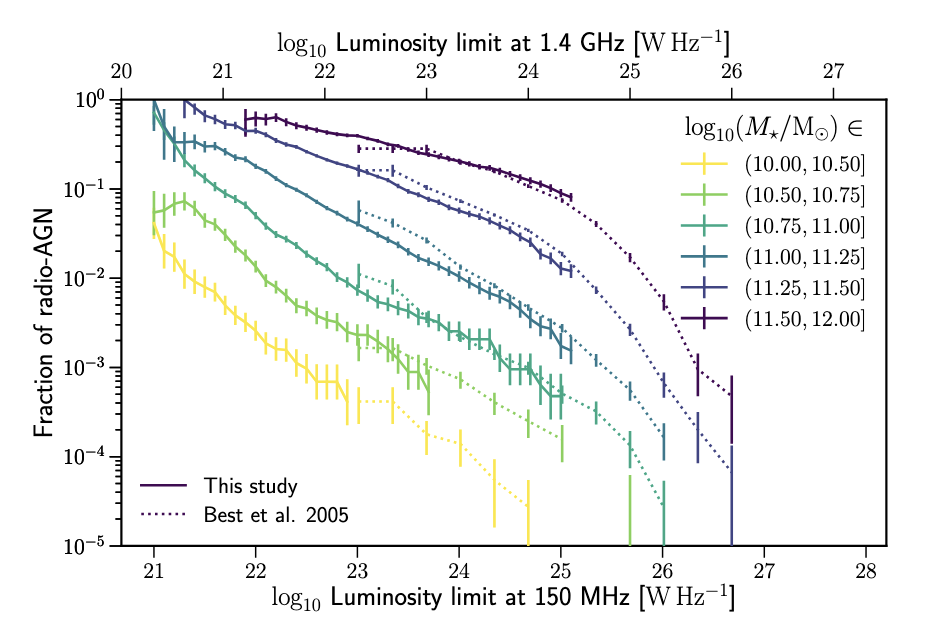 log₁₀ Luminosity limit at 1.4 GHz [W Hz⁻¹]
20 21 22 23 24 25 26 27
10⁰
10⁻¹
10⁻²
10⁻³
10⁻⁴
10⁻⁵
Fraction of radio-AGN
log₁₀(M⋆/M⊙) ∈
(10.00, 10.50]
(10.50, 10.75]
(10.75, 11.00]
(11.00, 11.25]
(11.25, 11.50]
(11.50, 12.00]
This study
Best et al. 2005
21 22 23 24 25 26 27 28
log₁₀ Luminosity limit at 150 MHz [W Hz⁻¹]